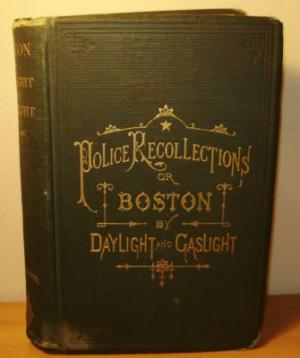 POLICE RECOLLECTIONS,
OR
BOSTON
BY
DAYLIGHT AND GASLIGHT